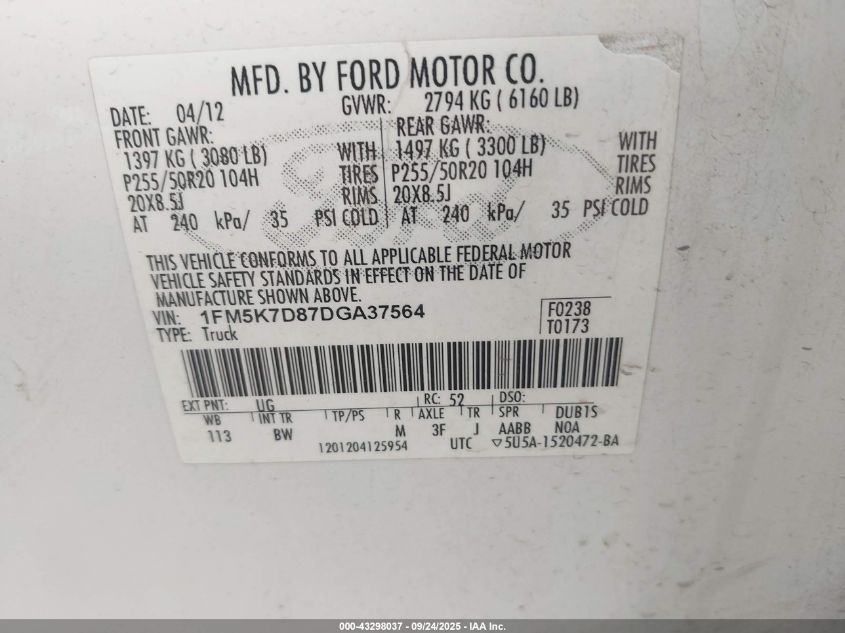 MFD. BY FORD MOTOR CO.
DATE: 04/12 GVWR: 2794 KG ( 6160 LB)
FRONT GAWR: REAR GAWR:
1397 KG ( 3080 LB) WITH 1497 KG ( 3300 LB) WITH
P255/50R20 104H TIRES P255/50R20 104H TIRES
20X8.5J RIMS 20X8.5J RIMS
AT 240 kPa/ 35 PSI COLD AT 240 kPa/ 35 PSI COLD
THIS VEHICLE CONFORMS TO ALL APPLICABLE FEDERAL MOTOR
VEHICLE SAFETY STANDARDS IN EFFECT ON THE DATE OF
MANUFACTURE SHOWN ABOVE.
VIN: 1FM5K7D87DGA37564 F0238
TYPE: Truck T0173
EXT PNT: UG RC: 52 DSO:
WB INT TR TP/PS R AXLE TR SPR DUB1S
113 BW M 3F J AABB NOA
1201204125954 UTC ▽5U5A-1520472-BA
000-43298037 - 09/24/2025 - IAA Inc.